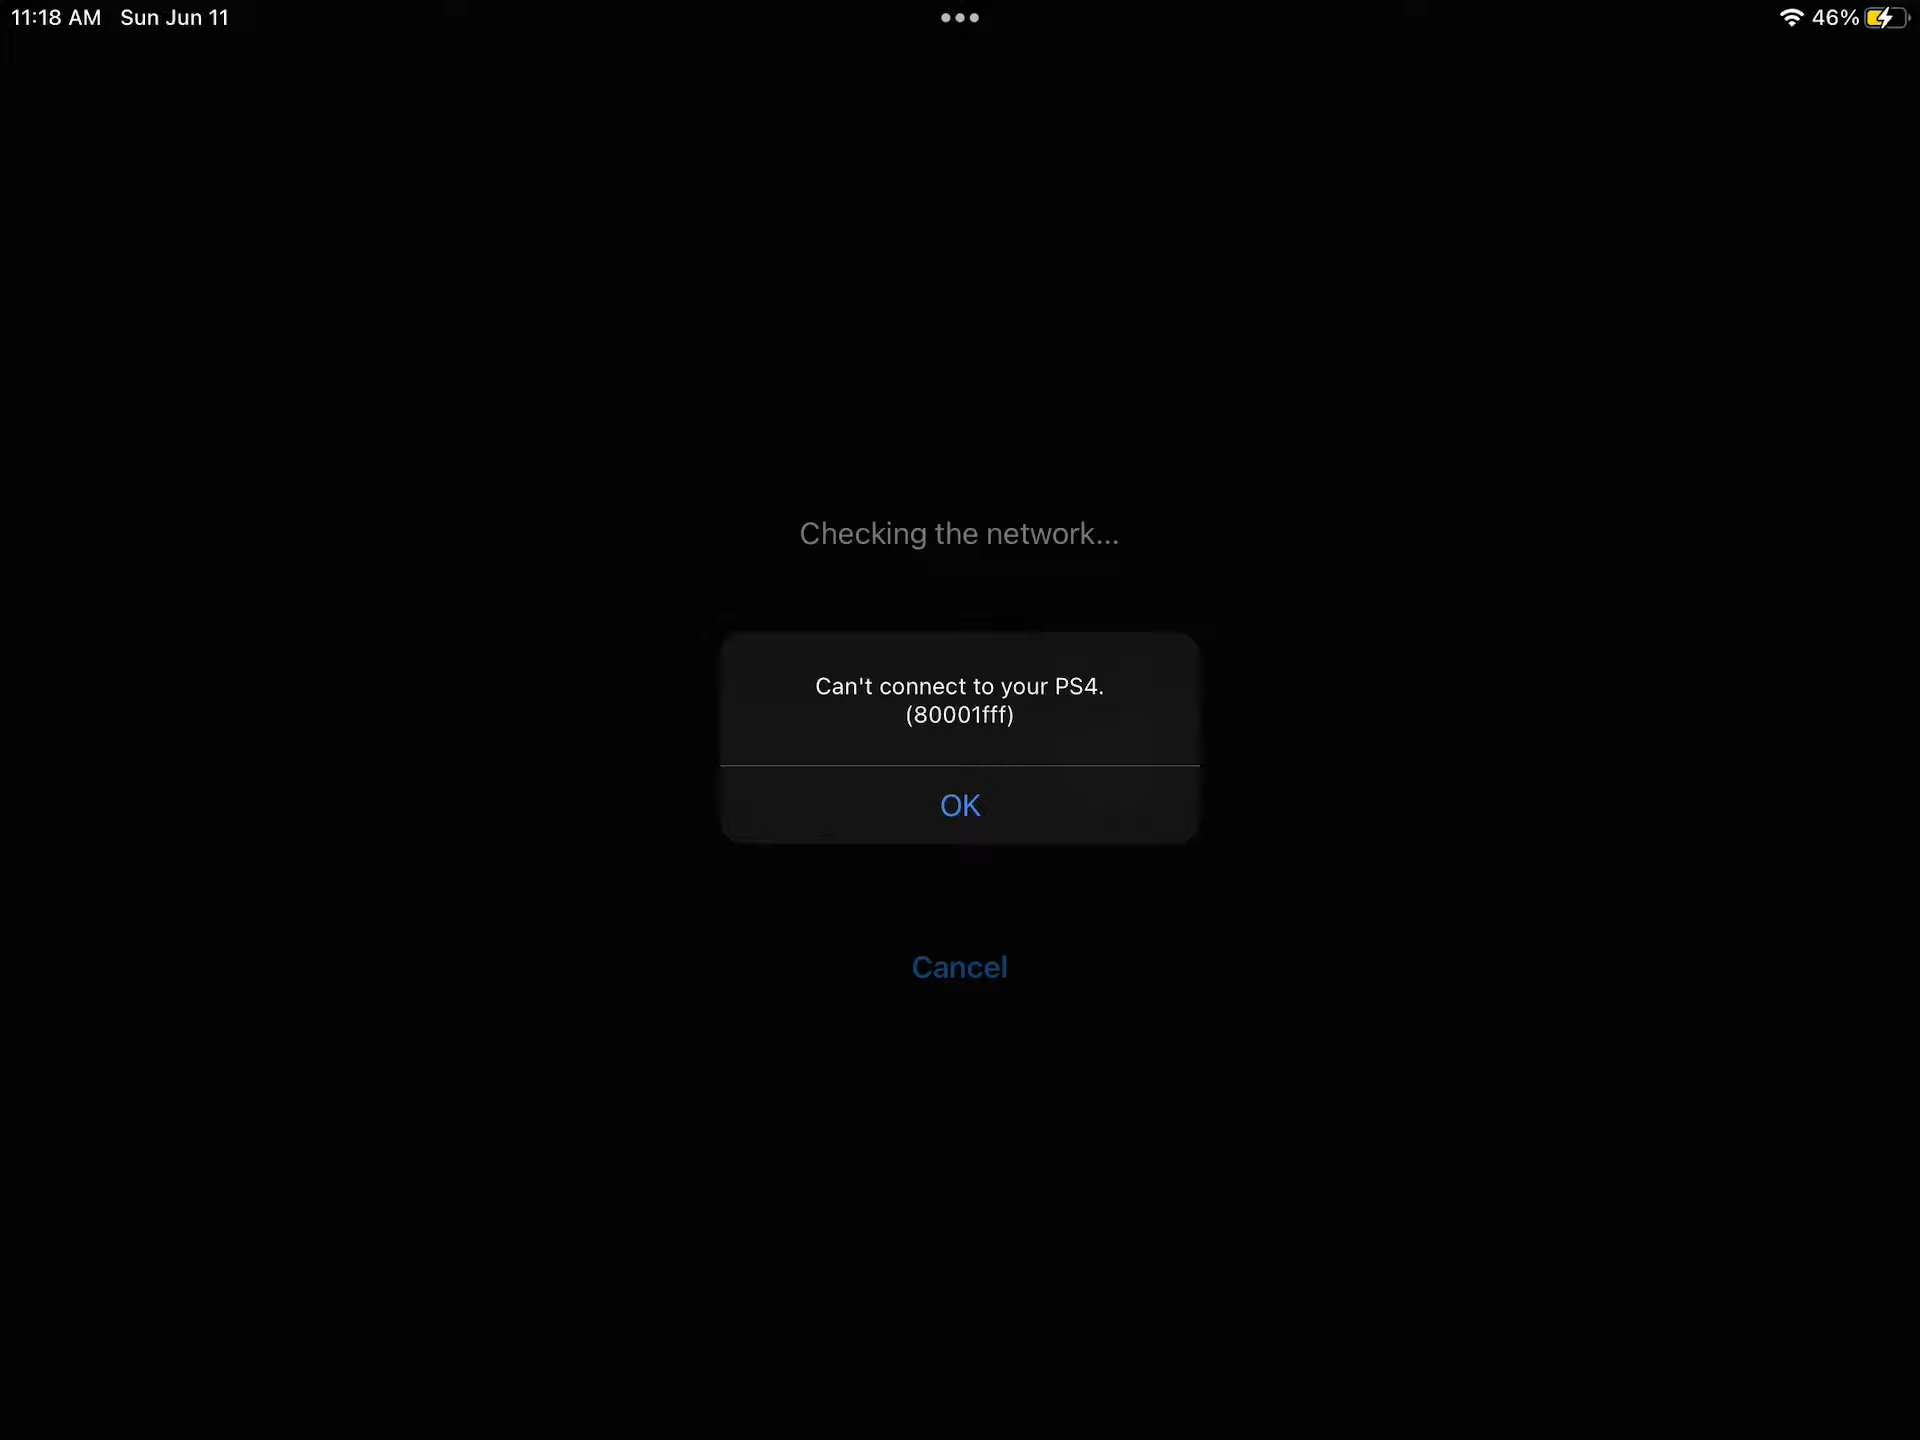 11:18 AM Sun Jun 11
46%
Checking the network...
Can't connect to your PS4.
(80001fff)
OK
Cancel